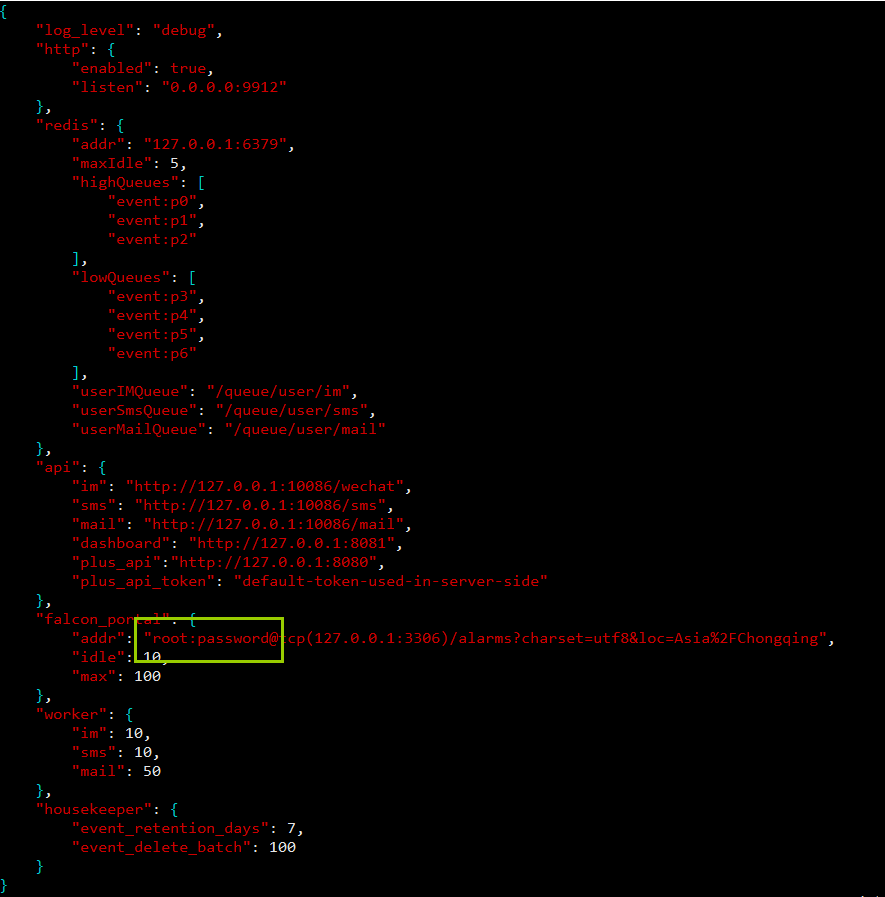 {
    "log_level": "debug",
    "http": {
        "enabled": true,
        "listen": "0.0.0.0:9912"
    },
    "redis": {
        "addr": "127.0.0.1:6379",
        "maxIdle": 5,
        "highQueues": [
            "event:p0",
            "event:p1",
            "event:p2"
        ],
        "lowQueues": [
            "event:p3",
            "event:p4",
            "event:p5",
            "event:p6"
        ],
        "userIMQueue": "/queue/user/im",
        "userSmsQueue": "/queue/user/sms",
        "userMailQueue": "/queue/user/mail"
    },
    "api": {
        "im": "http://127.0.0.1:10086/wechat",
        "sms": "http://127.0.0.1:10086/sms",
        "mail": "http://127.0.0.1:10086/mail",
        "dashboard": "http://127.0.0.1:8081",
        "plus_api":"http://127.0.0.1:8080",
        "plus_api_token": "default-token-used-in-server-side"
    },
    "falcon_portal": {
        "addr": "root:password@tcp(127.0.0.1:3306)/alarms?charset=utf8&loc=Asia%2FChongqing",
        "idle": 10,
        "max": 100
    },
    "worker": {
        "im": 10,
        "sms": 10,
        "mail": 50
    },
    "housekeeper": {
        "event_retention_days": 7,
        "event_delete_batch": 100
    }
}